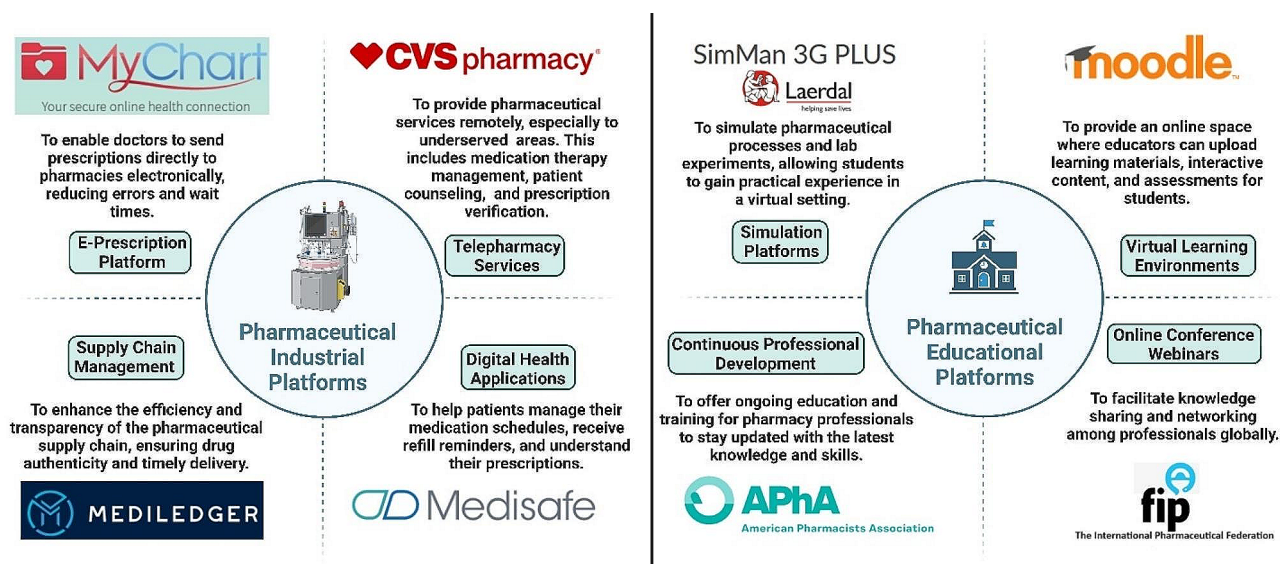 MyChart
Your secure online health connection
To enable doctors to send
prescriptions directly to
pharmacies electronically,
reducing errors and wait
times.
E-Prescription
Platform
CVS pharmacy®
To provide pharmaceutical
services remotely, especially to
underserved areas. This
includes medication therapy
management, patient
counseling, and prescription
verification.
Telepharmacy
Services
Pharmaceutical
Industrial
Platforms
Supply Chain
Management
To enhance the efficiency and
transparency of the pharmaceutical
supply chain, ensuring drug
authenticity and timely delivery.
MEDILEDGER
Digital Health
Applications
To help patients manage their
medication schedules, receive
refill reminders, and understand
their prescriptions.
Medisafe
SimMan 3G PLUS
Laerdal
helping save lives
To simulate pharmaceutical
processes and lab
experiments, allowing students
to gain practical experience in
a virtual setting.
Simulation
Platforms
moodle™
To provide an online space
where educators can upload
learning materials, interactive
content, and assessments for
students.
Virtual Learning
Environments
Pharmaceutical
Educational
Platforms
Continuous Professional
Development
To offer ongoing education and
training for pharmacy professionals
to stay updated with the latest
knowledge and skills.
APhA
American Pharmacists Association
Online Conference
Webinars
To facilitate knowledge
sharing and networking
among professionals globally.
fip
The International Pharmaceutical Federation